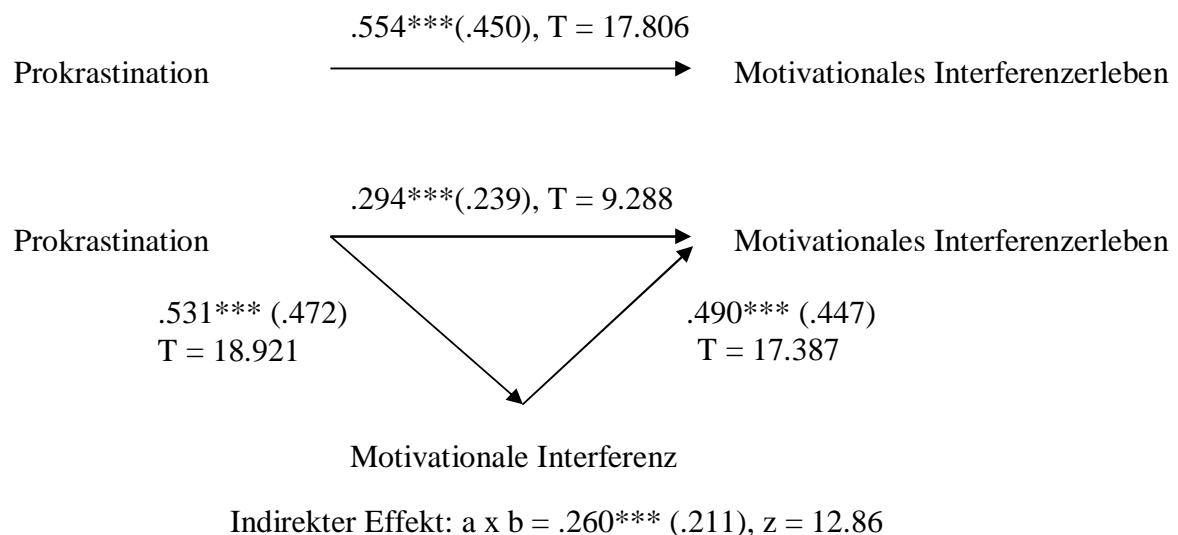 .554***(.450), T = 17.806
Prokrastination Motivationales Interferenzerleben
.294***(.239), T = 9.288
Prokrastination Motivationales Interferenzerleben
.531*** (.472) .490*** (.447)
T = 18.921 T = 17.387
Motivationale Interferenz
Indirekter Effekt: a x b = .260*** (.211), z = 12.86